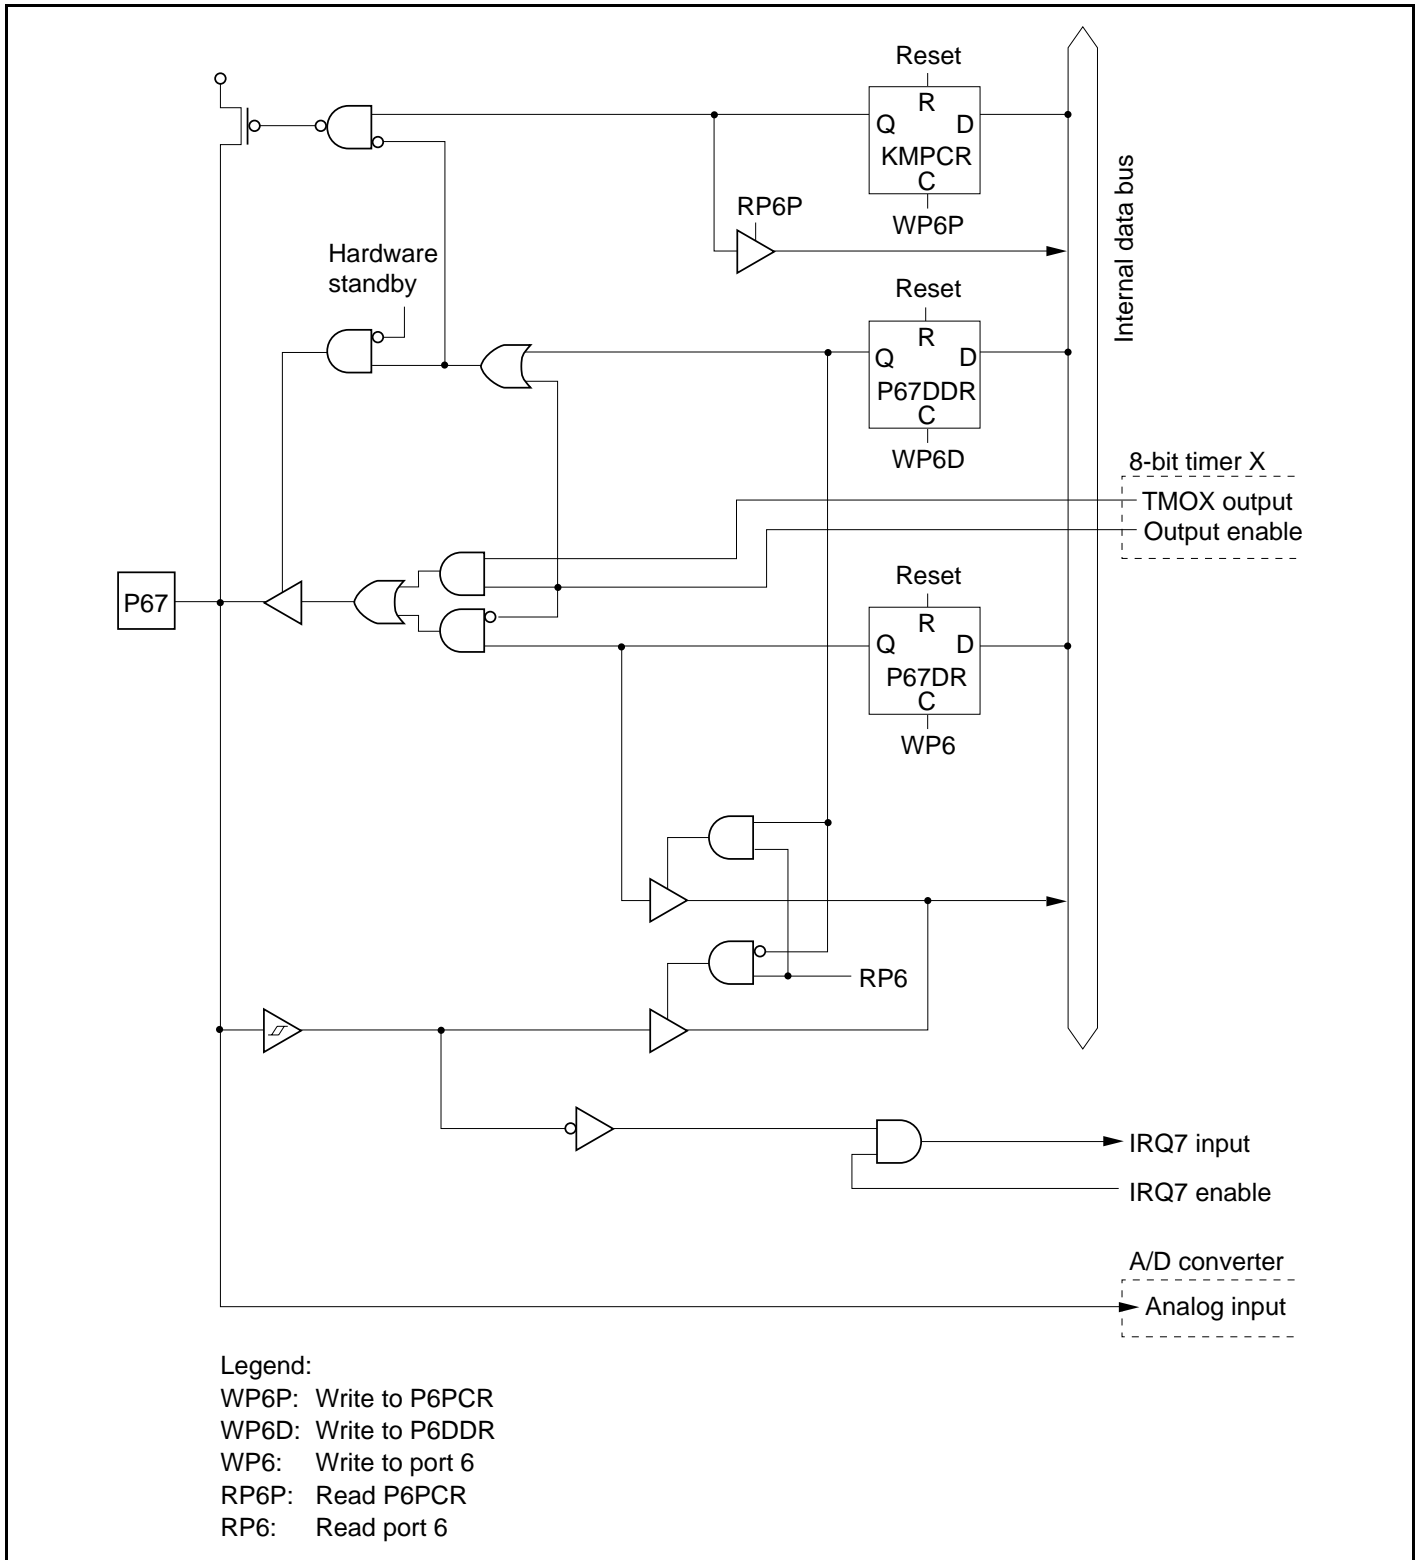 Reset
R
Q D
KMPCR
C
WP6P
RP6P
Internal data bus
Hardware
standby
Reset
R
Q D
P67DDR
C
WP6D
8-bit timer X
TMOX output
Output enable
P67
Reset
R
Q D
P67DR
C
WP6
RP6
IRQ7 input
IRQ7 enable
A/D converter
Analog input
Legend:
WP6P: Write to P6PCR
WP6D: Write to P6DDR
WP6: Write to port 6
RP6P: Read P6PCR
RP6: Read port 6